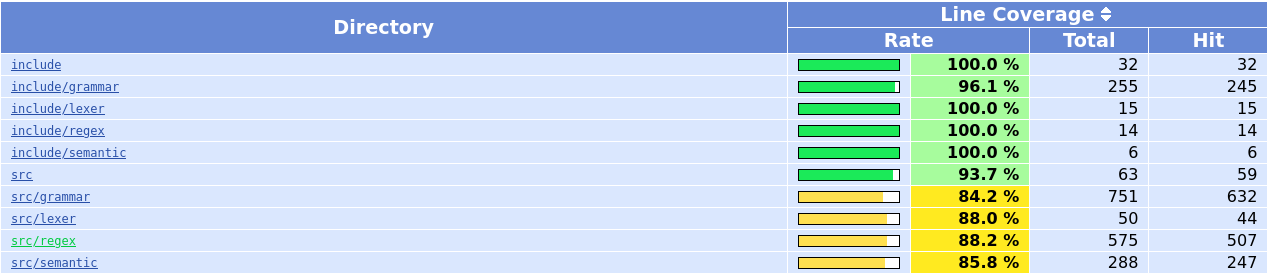 Directory Line Coverage
Rate Total Hit
include 100.0 % 32 32
include/grammar 96.1 % 255 245
include/lexer 100.0 % 15 15
include/regex 100.0 % 14 14
include/semantic 100.0 % 6 6
src 93.7 % 63 59
src/grammar 84.2 % 751 632
src/lexer 88.0 % 50 44
src/regex 88.2 % 575 507
src/semantic 85.8 % 288 247